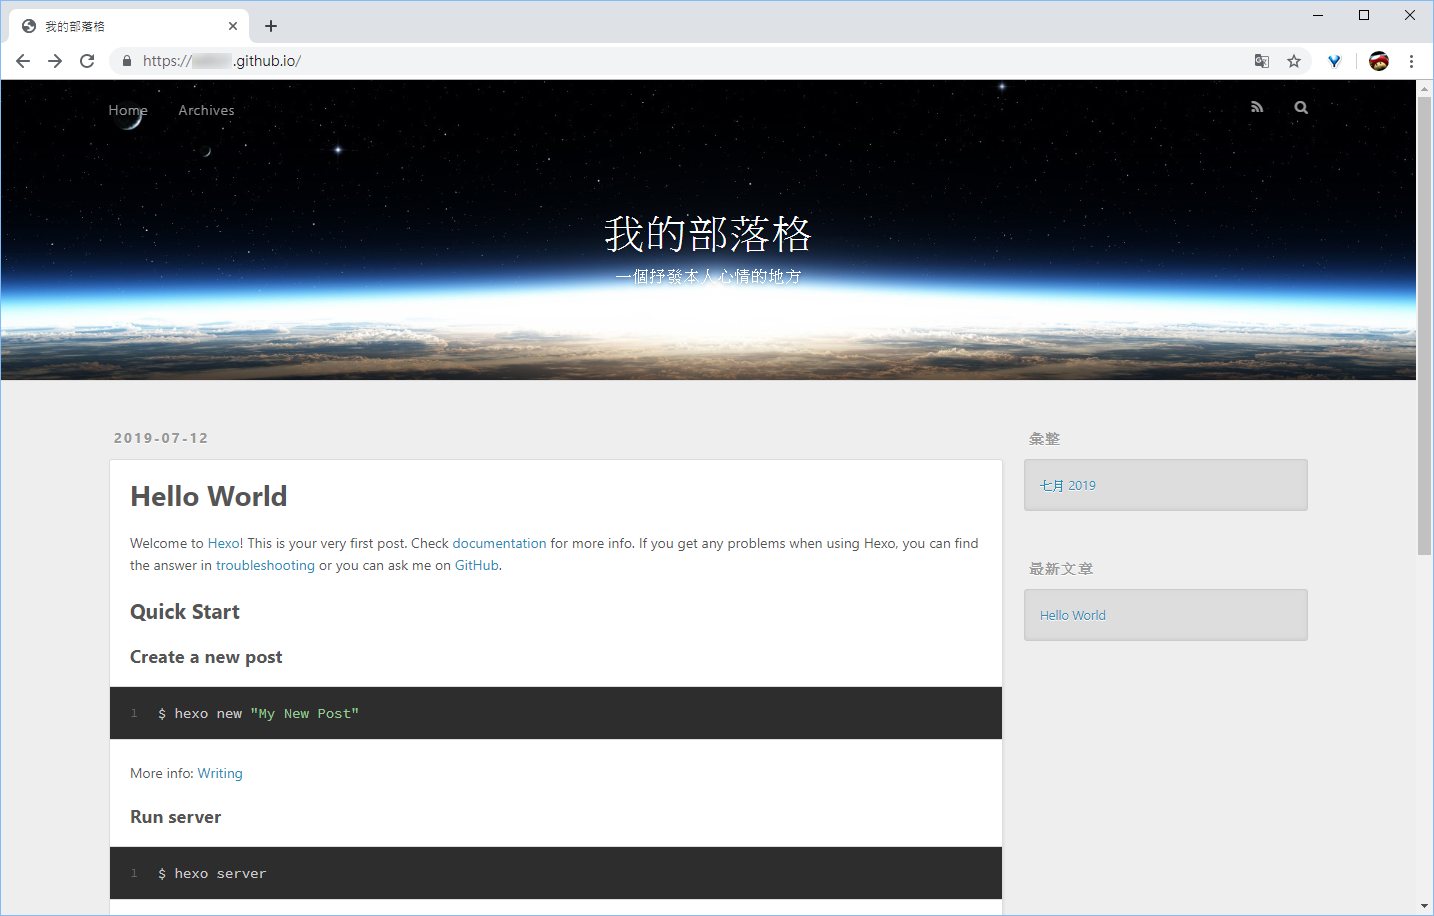 我的部落格
https://
.github.io/
Home Archives
我的部落格
一個抒發本人心情的地方
2019-07-12
Hello World
Welcome to Hexo! This is your very first post. Check documentation for more info. If you get any problems when using Hexo, you can find
the answer in troubleshooting or you can ask me on GitHub.
Quick Start
Create a new post
1 $ hexo new "My New Post"
More info: Writing
Run server
1 $ hexo server
彙整
七月 2019
最新文章
Hello World